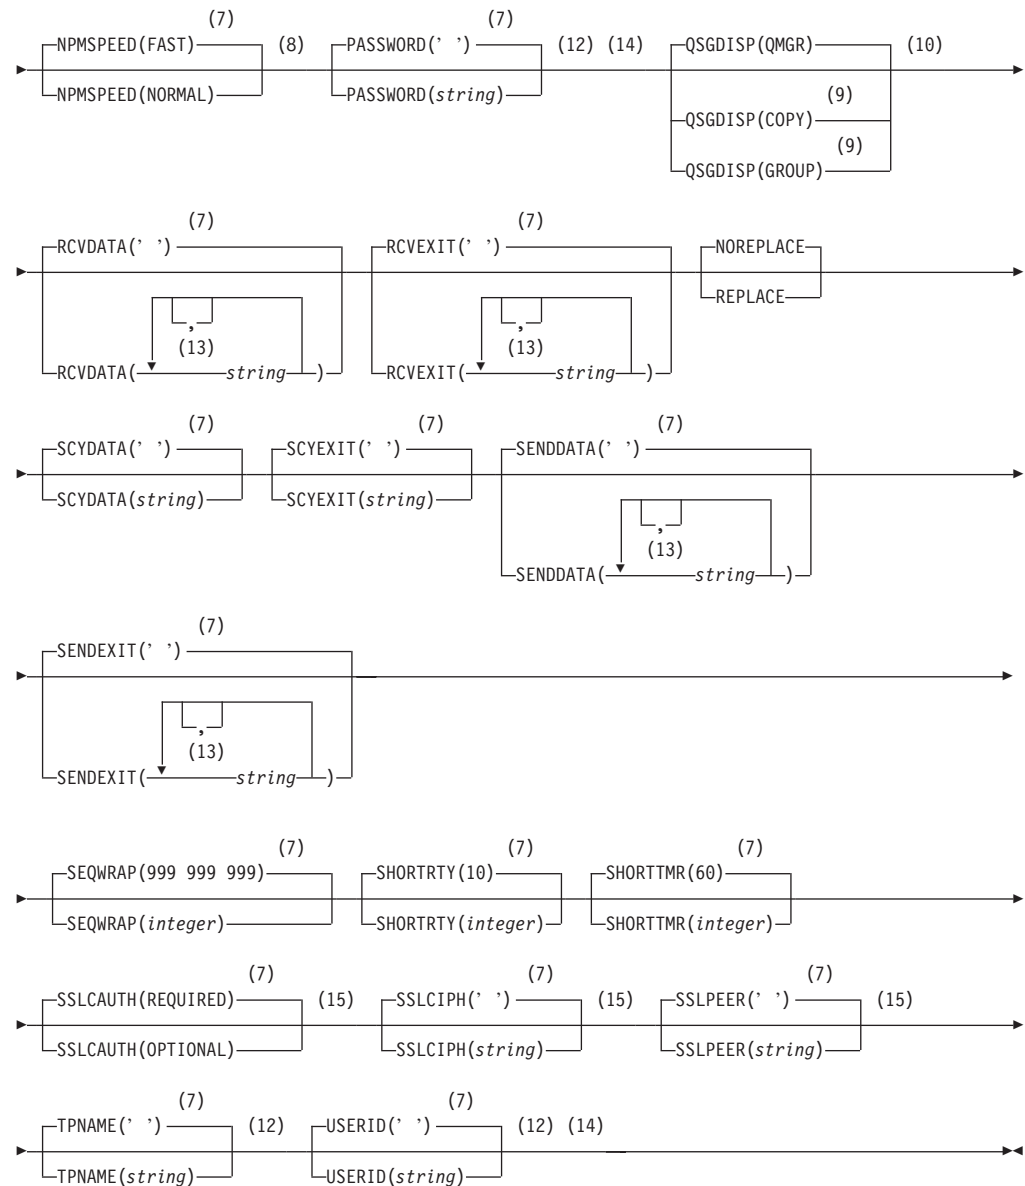 (7) (7)
NPMSPEED(FAST) (8) PASSWORD(’ ’) (12) (14) QSGDISP(QMGR) (10)
NPMSPEED(NORMAL) PASSWORD(string) (9)
QSGDISP(COPY)
(9)
QSGDISP(GROUP)
(7) (7)
RCVDATA(’ ’) RCVEXIT(’ ’) NOREPLACE
REPLACE
, ,
(13) (13)
RCVDATA( string ) RCVEXIT( string )
(7) (7) (7)
SCYDATA(’ ’) SCYEXIT(’ ’) SENDDATA(’ ’)
SCYDATA(string) SCYEXIT(string)
,
(13)
SENDDATA( string )
(7)
SENDEXIT(’ ’)
,
(13)
SENDEXIT( string )
(7) (7) (7)
SEQWRAP(999 999 999) SHORTRTY(10) SHORTTMR(60)
SEQWRAP(integer) SHORTRTY(integer) SHORTTMR(integer)
(7) (7) (7)
SSLCAUTH(REQUIRED) (15) SSLCIPH(’ ’) (15) SSLPEER(’ ’) (15)
SSLCAUTH(OPTIONAL) SSLCIPH(string) SSLPEER(string)
(7) (7)
TPNAME(’ ’) (12) USERID(’ ’) (12) (14)
TPNAME(string) USERID(string)